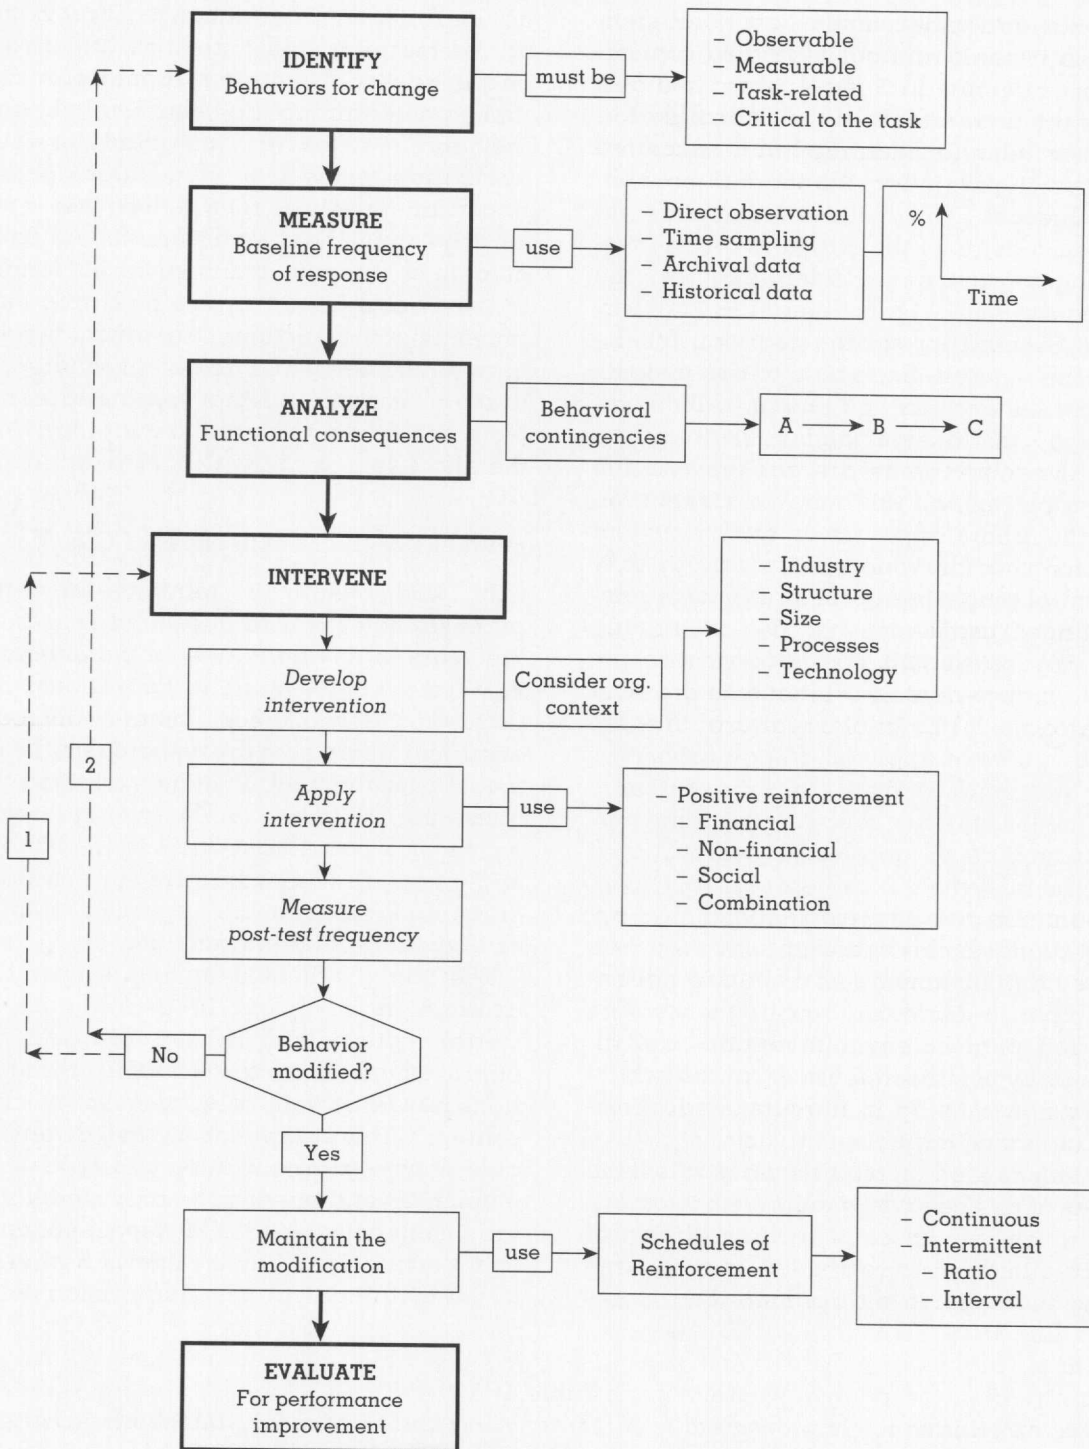 IDENTIFY
Behaviors for change
must be
– Observable
– Measurable
– Task-related
– Critical to the task
MEASURE
Baseline frequency
of response
use
– Direct observation
– Time sampling
– Archival data
– Historical data
%
Time
ANALYZE
Functional consequences
Behavioral
contingencies
A
B
C
INTERVENE
– Industry
– Structure
– Size
– Processes
– Technology
Develop
intervention
Consider org.
context
2
1
Apply
intervention
use
– Positive reinforcement
– Financial
– Non-financial
– Social
– Combination
Measure
post-test frequency
Behavior
modified?
No
Yes
Maintain the
modification
use
Schedules of
Reinforcement
– Continuous
– Intermittent
– Ratio
– Interval
EVALUATE
For performance
improvement